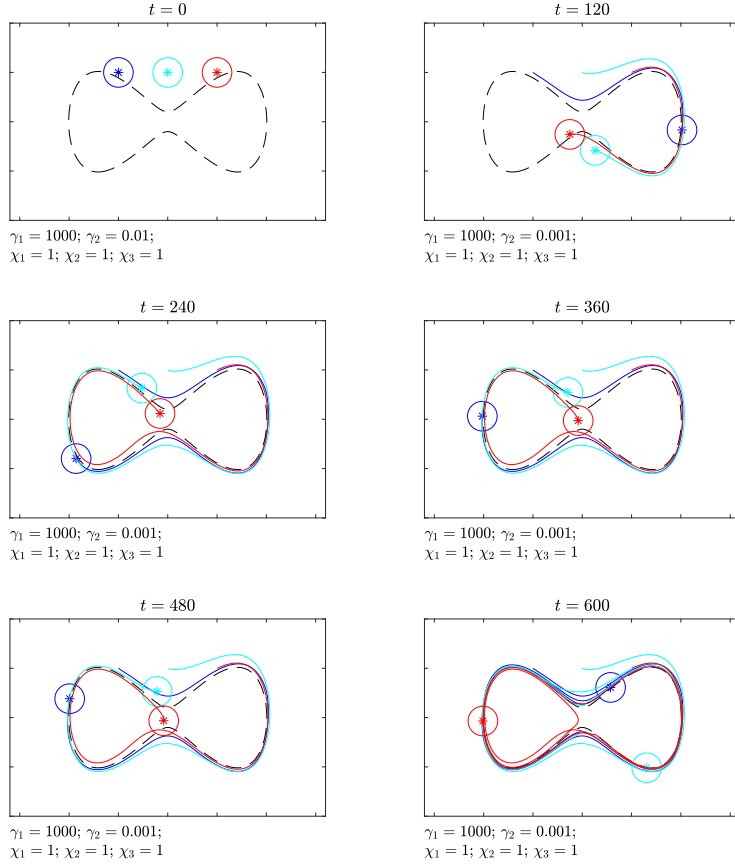 t = 0
t = 120
γ₁ = 1000; γ₂ = 0.01;
χ₁ = 1; χ₂ = 1; χ₃ = 1
γ₁ = 1000; γ₂ = 0.001;
χ₁ = 1; χ₂ = 1; χ₃ = 1
t = 240
t = 360
γ₁ = 1000; γ₂ = 0.001;
χ₁ = 1; χ₂ = 1; χ₃ = 1
γ₁ = 1000; γ₂ = 0.001;
χ₁ = 1; χ₂ = 1; χ₃ = 1
t = 480
t = 600
γ₁ = 1000; γ₂ = 0.001;
χ₁ = 1; χ₂ = 1; χ₃ = 1
γ₁ = 1000; γ₂ = 0.001;
χ₁ = 1; χ₂ = 1; χ₃ = 1